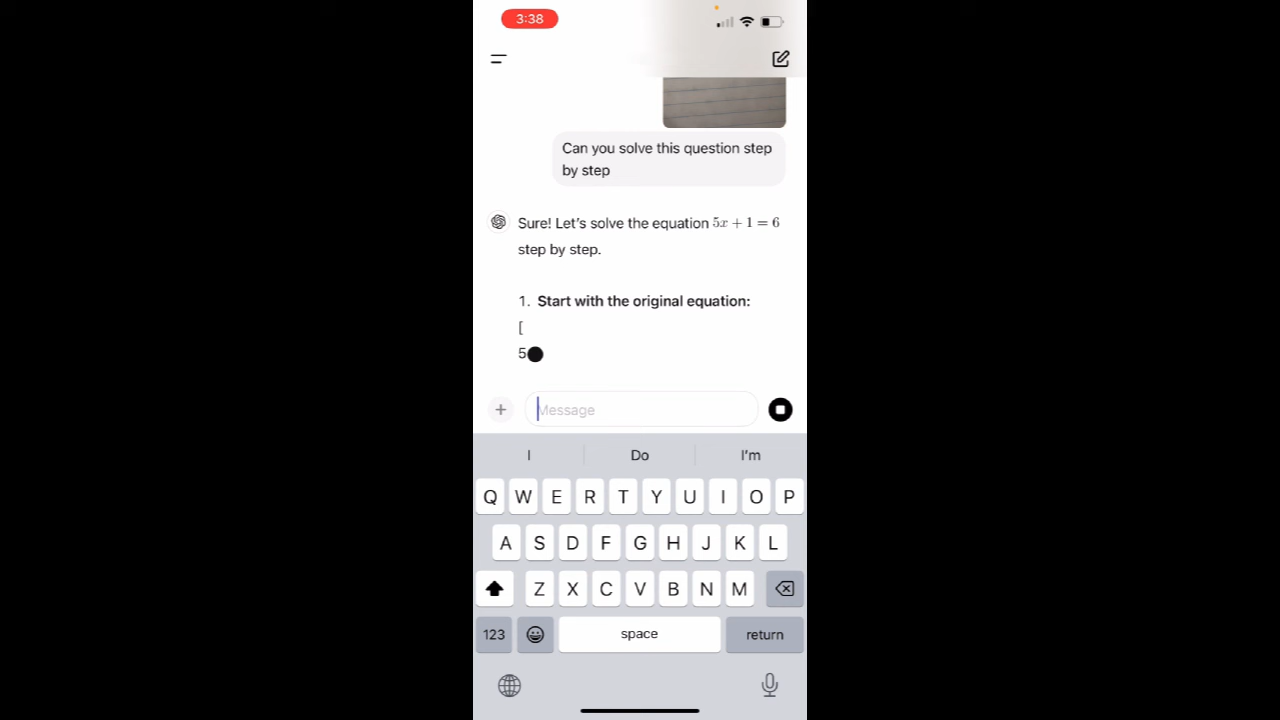 3:38
Can you solve this question step
by step
Sure! Let's solve the equation 5x + 1 = 6
step by step.
1. Start with the original equation:
[
5
Message
I Do I'm
Q W E R T Y U I O P
A S D F G H J K L
Z X C V B N M
123 space return